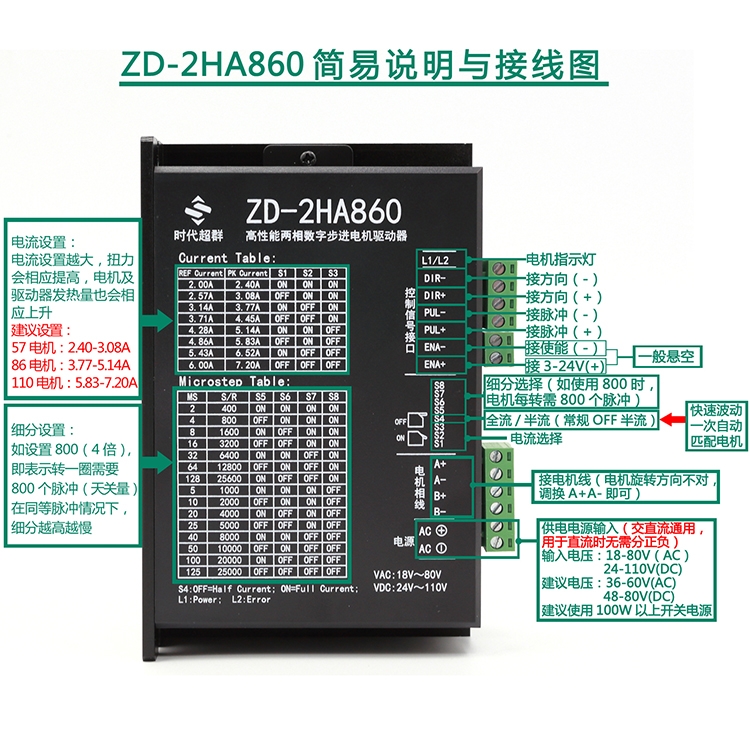 ZD-2HA860 简易说明与接线图
电流设置：
电流设置越大，扭力
会相应提高，电机及
驱动器发热量也会相
应上升
建议设置：
57 电机：2.40-3.08A
86 电机：3.77-5.14A
110 电机：5.83-7.20A
细分设置：
如设置 800（4 倍），
即表示转一圈需要
800 个脉冲（天关量）
在同等脉冲情况下，
细分越高越慢
时代超群
ZD-2HA860
高性能两相数字步进电机驱动器
Current Table:
REF Current PK Current S1 S2 S3
2.00A 2.40A ON ON ON
2.57A 3.08A OFF ON ON
3.14A 3.77A ON OFF ON
3.71A 4.45A OFF OFF ON
4.28A 5.14A ON ON OFF
4.86A 5.83A OFF ON OFF
5.43A 6.52A ON OFF OFF
6.00A 7.20A OFF OFF OFF
Microstep Table:
MS S/R S5 S6 S7 S8
2 400 OFF ON ON ON
4 800 ON OFF ON ON
8 1600 OFF OFF ON ON
16 3200 ON ON OFF ON
32 6400 OFF ON OFF ON
64 12800 ON OFF OFF ON
128 25600 OFF OFF OFF ON
5 1000 ON ON ON OFF
10 2000 OFF ON ON OFF
20 4000 ON OFF ON OFF
25 5000 OFF OFF ON OFF
40 8000 ON ON OFF OFF
50 10000 OFF ON OFF OFF
100 20000 ON OFF OFF OFF
125 25000 OFF OFF OFF OFF
S4:OFF=Half Current; ON=Full Current;
L1:Power; L2:Error
VAC:18V～80V
VDC:24V～110V
L1/L2
DIR-
DIR+
PUL-
PUL+
ENA-
ENA+
控制信号接口
S8
S7
S6
S5
S4
S3
S2
S1
OFF
ON
电机相线
A+
A-
B+
B-
电源
AC
AC
电机指示灯
接方向（-）
接方向（+）
接脉冲（-）
接脉冲（+）
接使能（-）
接 3-24V(+)
一般悬空
细分选择（如使用 800 时，
电机每转需 800 个脉冲）
全流 / 半流（常规 OFF 半流）
快速波动
一次自动
匹配电机
电流选择
接电机线（电机旋转方向不对，
调换 A+A- 即可）
供电电源输入（交直流通用，
用于直流时无需分正负）
输入电压：18-80V（AC）
24-110V(DC)
建议电压：36-60V(AC)
48-80V(DC)
建议使用 100W 以上开关电源